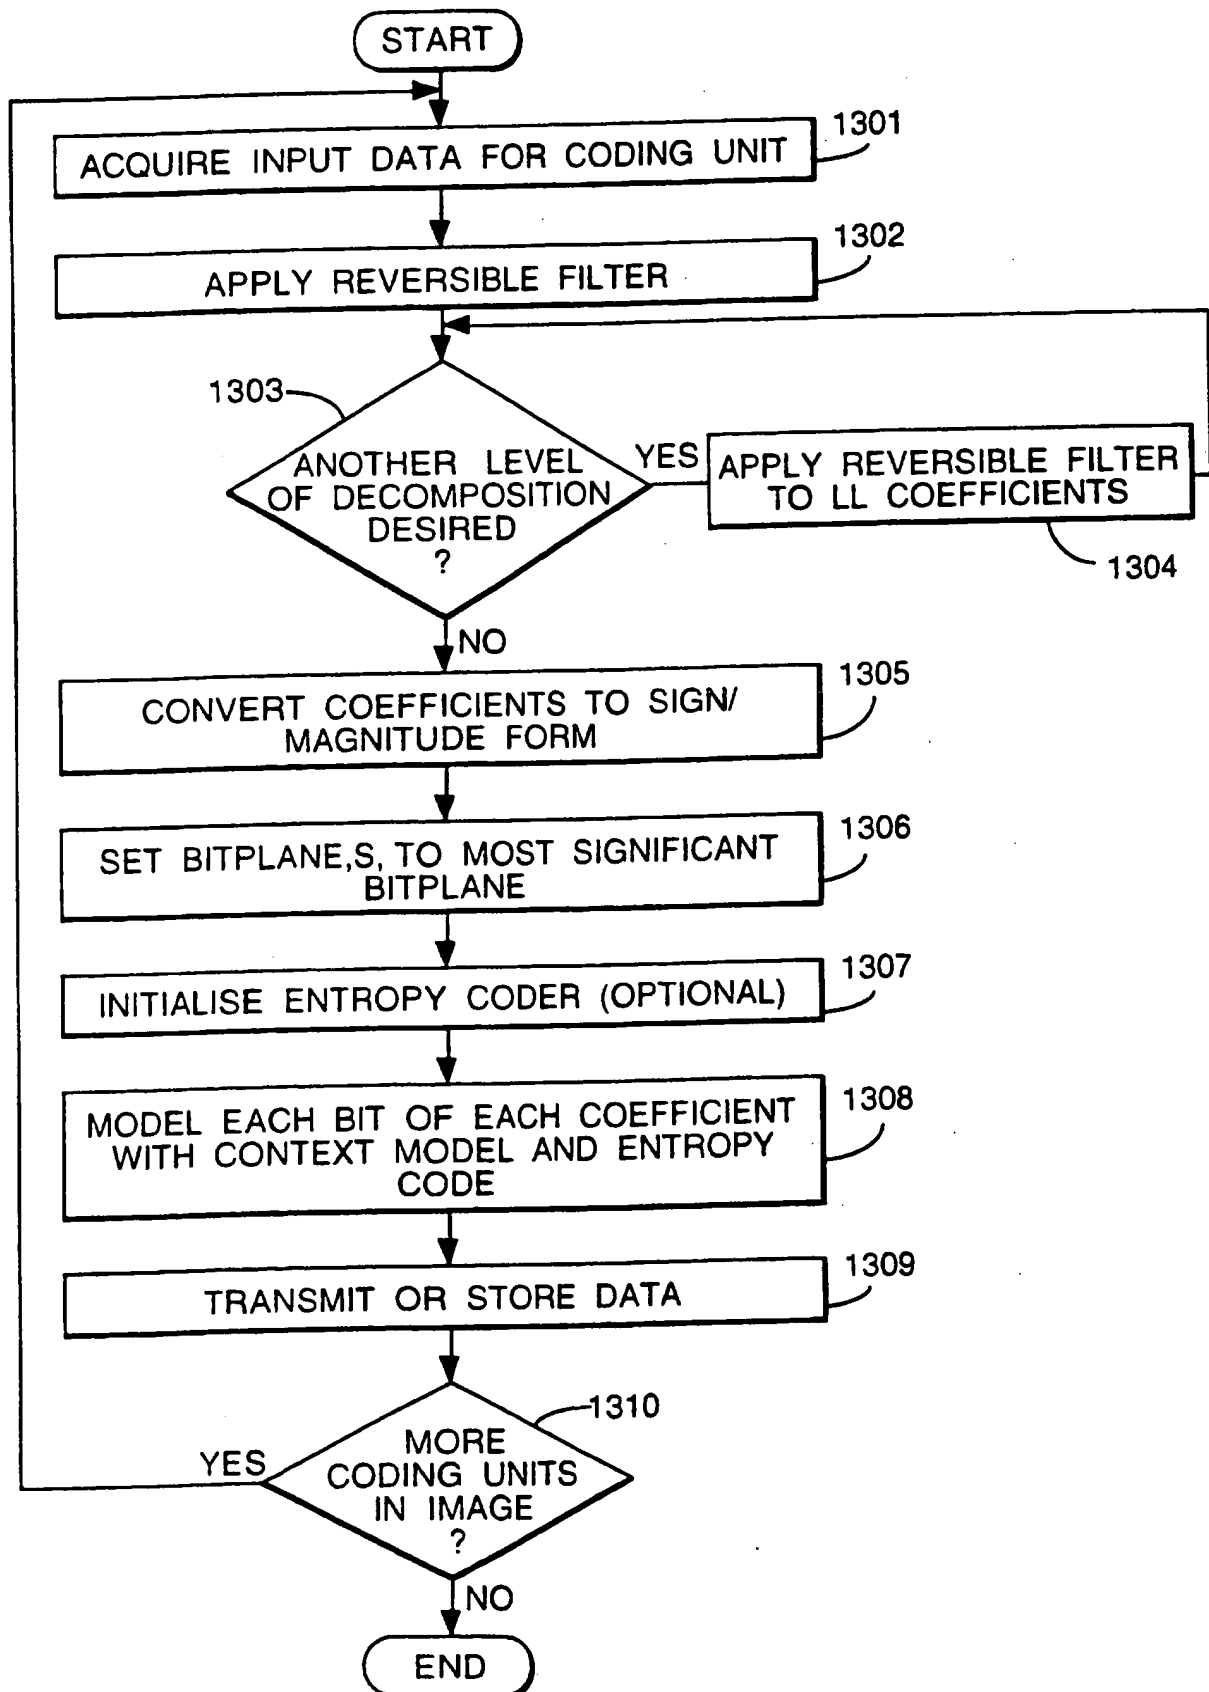 START
1301
ACQUIRE INPUT DATA FOR CODING UNIT
1302
APPLY REVERSIBLE FILTER
1303
ANOTHER LEVEL
OF DECOMPOSITION
DESIRED
?
YES
APPLY REVERSIBLE FILTER
TO LL COEFFICIENTS
1304
NO
1305
CONVERT COEFFICIENTS TO SIGN/
MAGNITUDE FORM
1306
SET BITPLANE,S, TO MOST SIGNIFICANT
BITPLANE
1307
INITIALISE ENTROPY CODER (OPTIONAL)
1308
MODEL EACH BIT OF EACH COEFFICIENT
WITH CONTEXT MODEL AND ENTROPY
CODE
1309
TRANSMIT OR STORE DATA
1310
YES
MORE
CODING UNITS
IN IMAGE
?
NO
END